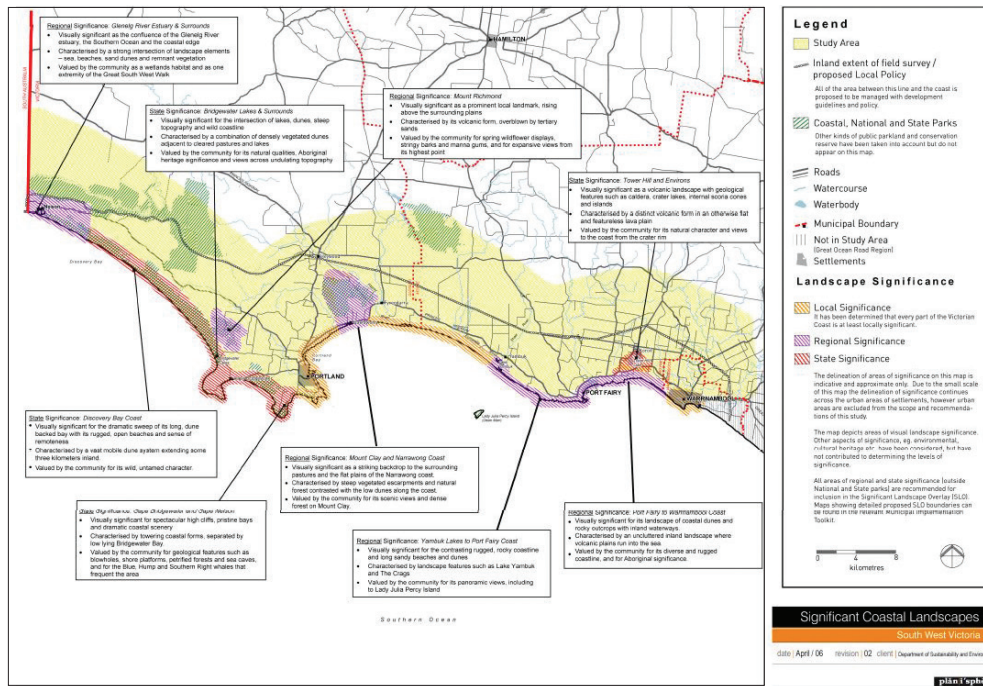 Regional Significance: Glenelg River Estuary & Surrounds
• Visually significant as the confluence of the Glenelg River
estuary, the Southern Ocean and the coastal edge
• Characterised by a strong intersection of landscape elements
– sea, beaches, sand dunes and remnant vegetation
• Valued by the community as a wetlands habitat and as one
extremity of the Great South West Walk
State Significance: Bridgewater Lakes & Surrounds
• Visually significant for the intersection of lakes, dunes, steep
topography and wild coastline
• Characterised by a combination of densely vegetated dunes
adjacent to cleared pastures and lakes
• Valued by the community for its natural qualities, Aboriginal
heritage significance and views across undulating topography
Regional Significance: Mount Richmond
• Visually significant as a prominent local landmark, rising
above the surrounding plains
• Characterised by its volcanic form, overblown by tertiary
sands
• Valued by the community for spring wildflower displays,
stringy barks and manna gums, and for expansive views from
its highest point
State Significance: Tower Hill and Environs
• Visually significant as a volcanic landscape with geological
features such as caldera, crater lakes, internal scoria cones
and islands
• Characterised by a distinct volcanic form in an otherwise flat
and featureless lava plain
• Valued by the community for its natural character and views
to the coast from the crater rim
HAMILTON
SOUTH AUSTRALIA
VICTORIA
Discovery Bay
Portland
Bay
PORTLAND
PORT FAIRY
WARRNAMBOOL
Lady Julia Percy Island
State Significance: Discovery Bay Coast
• Visually significant for the dramatic sweep of its long, dune
backed bay with its rugged, open beaches and sense of
remoteness
• Characterised by a vast mobile dune system extending some
three kilometers inland.
• Valued by the community for its wild, untamed character.
State Significance: Cape Bridgewater and Cape Nelson
• Visually significant for spectacular high cliffs, pristine bays
and dramatic coastal scenery
• Characterised by towering coastal forms, separated by
low lying Bridgewater Bay.
• Valued by the community for geological features such as
blowholes, shore platforms, petrified forests and sea caves,
and for the Blue, Hump and Southern Right whales that
frequent the area
Regional Significance: Mount Clay and Narrawong Coast
• Visually significant as a striking backdrop to the surrounding
pastures and the flat plains of the Narrawong coast.
• Characterised by steep vegetated escarpments and natural
forest contrasted with the low dunes along the coast.
• Valued by the community for its scenic views and dense
forest on Mount Clay.
Regional Significance: Yambuk Lakes to Port Fairy Coast
• Visually significant for the contrasting rugged, rocky coastline
and long sandy beaches and dunes
• Characterised by landscape features such as Lake Yambuk
and The Crags
• Valued by the community for its panoramic views, including
to Lady Julia Percy Island
Regional Significance: Port Fairy to Warrnambool Coast
• Visually significant for its landscape of coastal dunes and
rocky outcrops with inland waterways.
• Characterised by an uncluttered inland landscape where
volcanic plains run into the sea.
• Valued by the community for its diverse and rugged
coastline, and for Aboriginal significance.
Southern Ocean
Legend
Study Area
Inland extent of field survey /
proposed Local Policy
All of the area between this line and the coast is
proposed to be managed with development
guidelines and policy.
Coastal, National and State Parks
Other kinds of public parkland and conservation
reserve have been taken into account but do not
appear on this map.
Roads
Watercourse
Waterbody
Municipal Boundary
Not in Study Area
(Great Ocean Road Region)
Settlements
Landscape Significance
Local Significance
It has been determined that every part of the Victorian
Coast is at least locally significant.
Regional Significance
State Significance
The delineation of areas of significance on this map is
indicative and approximate only. Due to the small scale
of this map the delineation of significance continues
across the urban areas of settlements, however urban
areas are excluded from the scope and recommenda-
tions of this study.
The map depicts areas of visual landscape significance.
Other aspects of significance, eg. environmental,
cultural heritage etc. have been considered, but have
not contributed to determining the levels of
significance.
All areas of regional and state significance (outside
National and State parks) are recommended for
inclusion in the Significant Landscape Overlay (SLO).
Maps showing detailed proposed SLO boundaries can
be found in the relevant Municipal Implementation
Toolkit.
0 4 8
kilometres
Significant Coastal Landscapes
South West Victoria
date | April / 06 revision | 02 client | Department of Sustainability and Environ
plan i'sphe